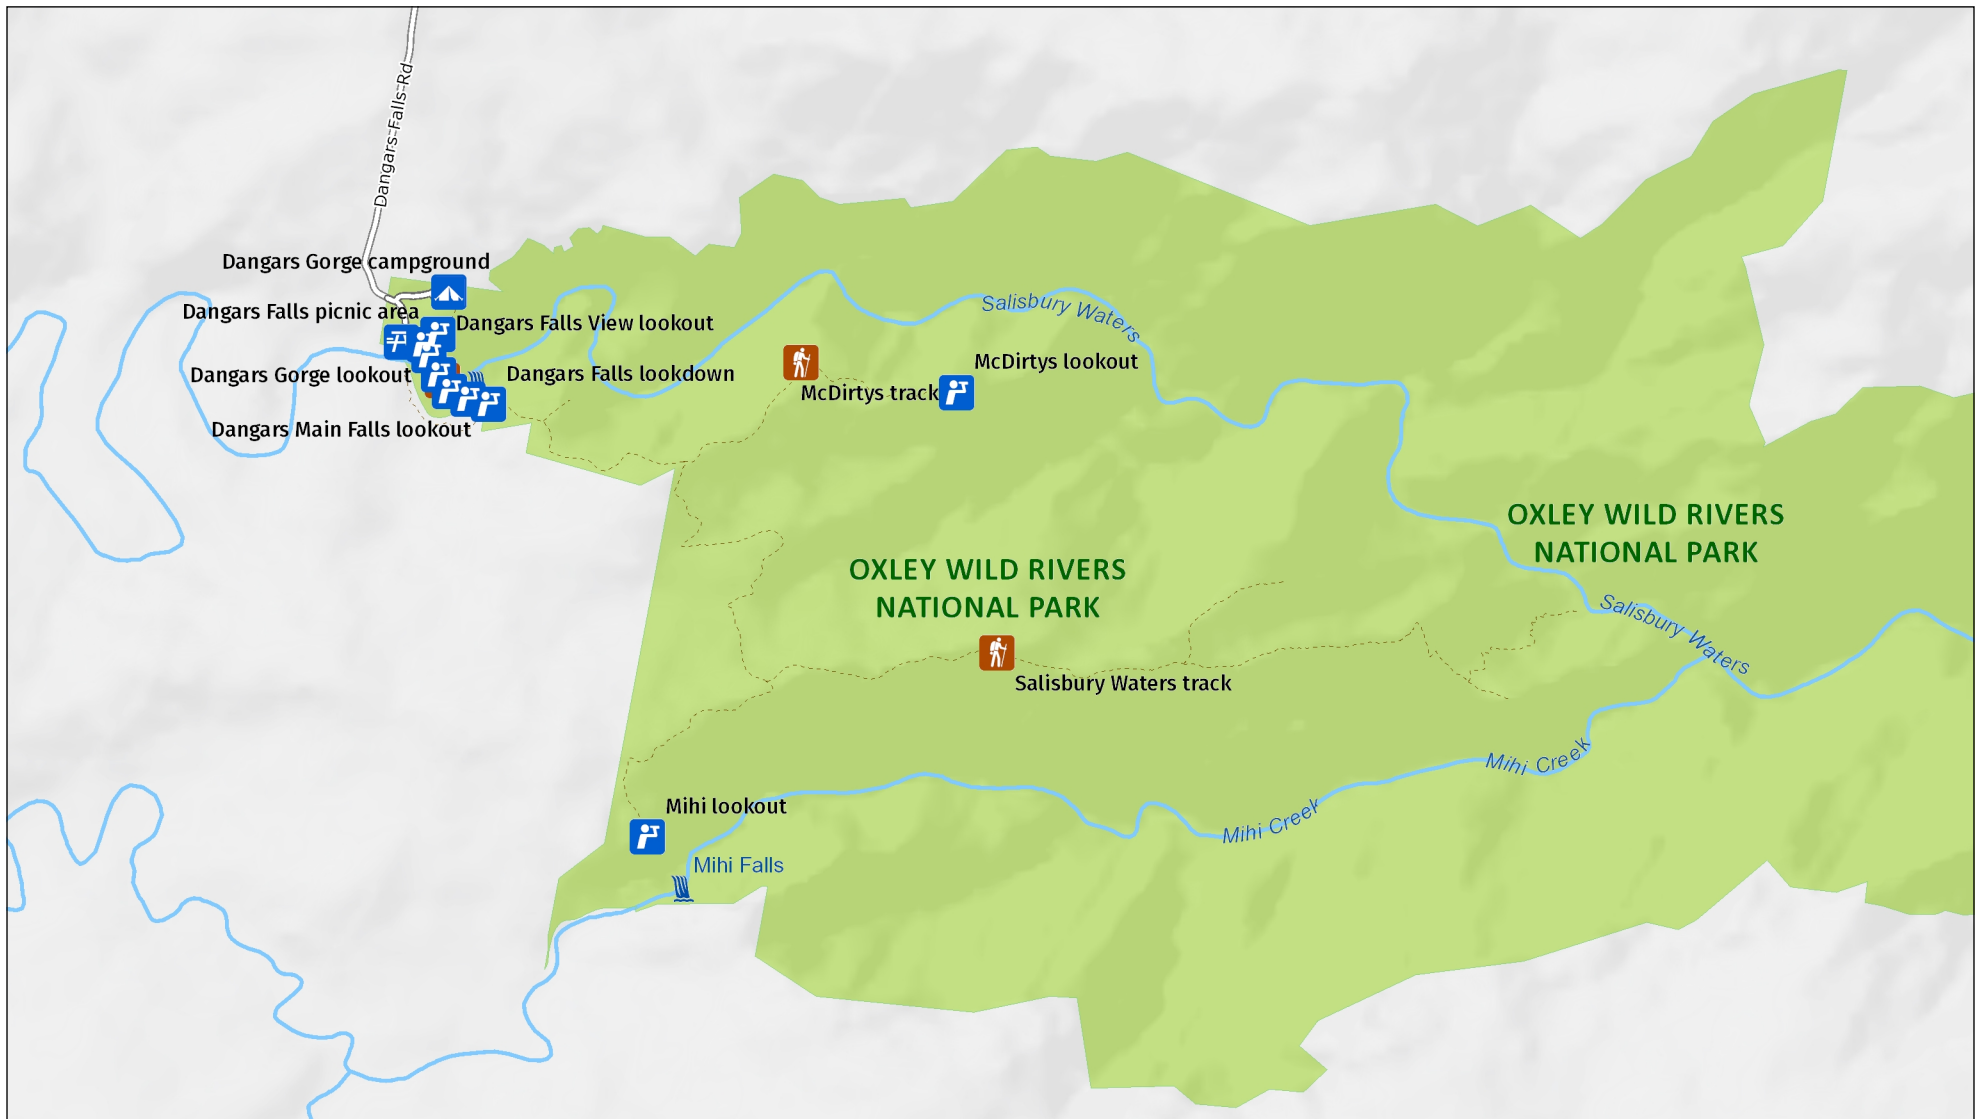 Dangars-Falls-Rd
Dangars Gorge campground
Dangars Falls picnic area
Dangars Falls View lookout
Dangars Gorge lookout
Dangars Falls lookdown
Dangars Main Falls lookout
Salisbury Waters
McDirtys lookout
McDirtys track
OXLEY WILD RIVERS
NATIONAL PARK
OXLEY WILD RIVERS
NATIONAL PARK
Salisbury Waters
Salisbury Waters track
Mihi Creek
Mihi Creek
Mihi lookout
Mihi Falls